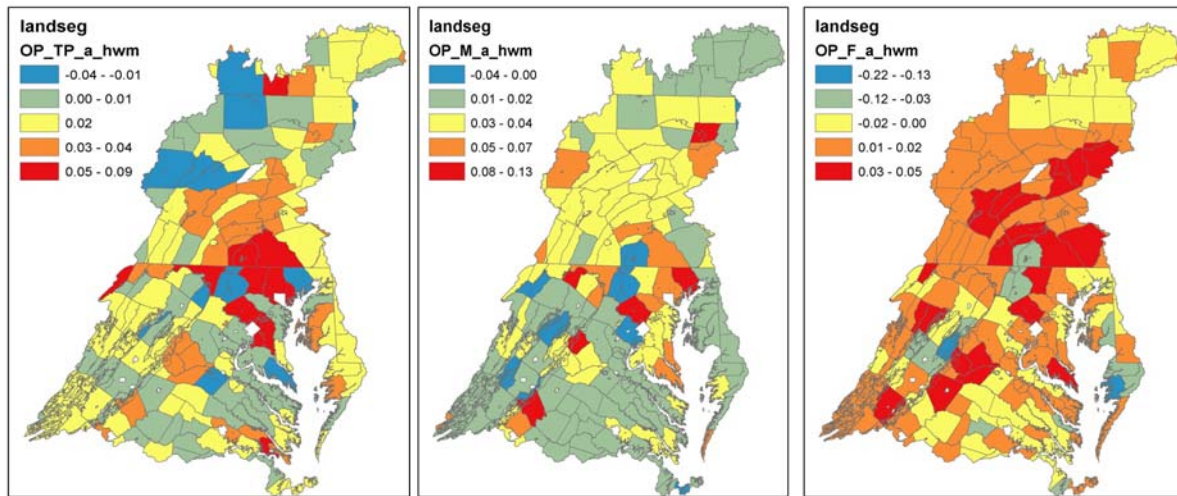 landseg
OP_TP_a_hwm
-0.04 - -0.01
0.00 - 0.01
0.02
0.03 - 0.04
0.05 - 0.09
landseg
OP_M_a_hwm
-0.04 - 0.00
0.01 - 0.02
0.03 - 0.04
0.05 - 0.07
0.08 - 0.13
landseg
OP_F_a_hwm
-0.22 - -0.13
-0.12 - -0.03
-0.02 - 0.00
0.01 - 0.02
0.03 - 0.05